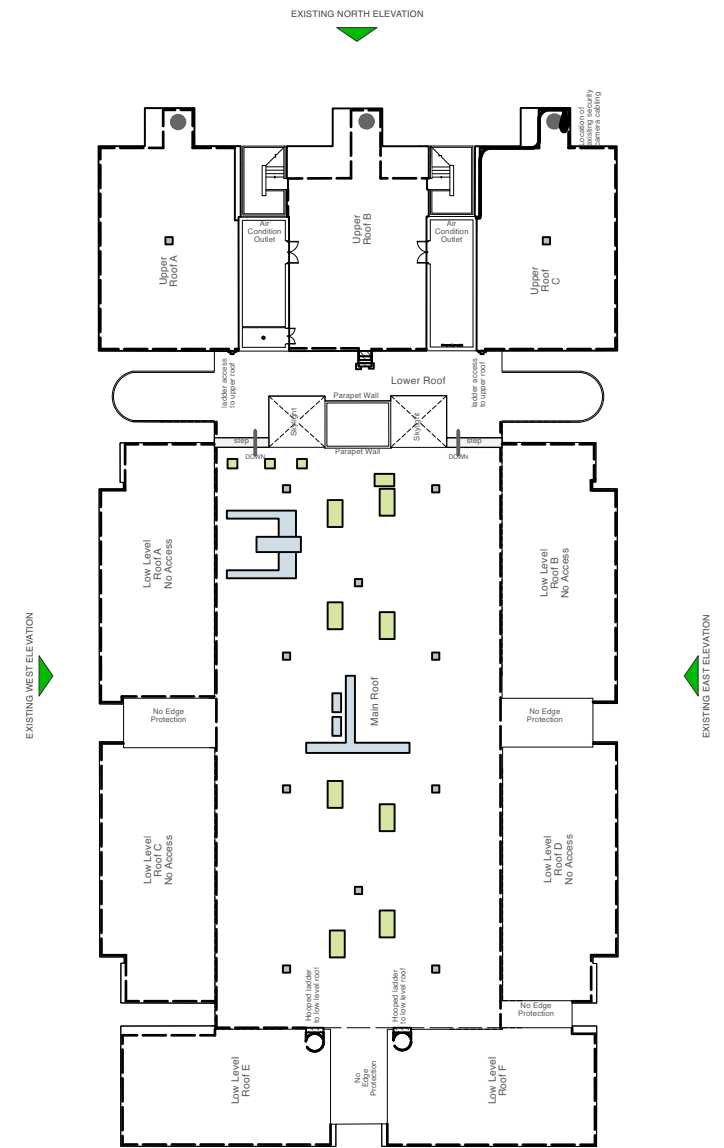 EXISTING NORTH ELEVATION
Location of
existing security
camera cabling
Air
Condition
Outlet
Air
Condition
Outlet
Upper
Roof A
Upper
Roof B
Upper
Roof
C
ladder access
to upper roof
ladder access
to upper roof
Lower Roof
Parapet Wall
Skylight
Skylight
step
step
Parapet Wall
DOWN
DOWN
Low Level
Roof A
No Access
Low Level
Roof B
No Access
EXISTING WEST ELEVATION
EXISTING EAST ELEVATION
Main Roof
No Edge
Protection
No Edge
Protection
Low Level
Roof C
No Access
Low Level
Roof D
No Access
Hooped ladder
to low level roof
Hooped ladder
to low level roof
No Edge
Protection
Low Level
Roof E
No
Edge
Protection
Low Level
Roof F